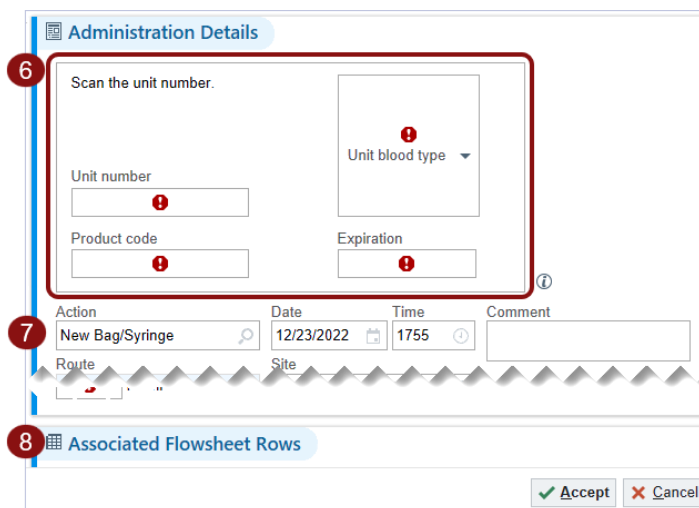 Administration Details
6
Scan the unit number.
Unit blood type
Unit number
Product code
Expiration
Action
Date
Time
Comment
7
New Bag/Syringe
12/23/2022
1755
Route
Site
8
Associated Flowsheet Rows
Accept
Cancel